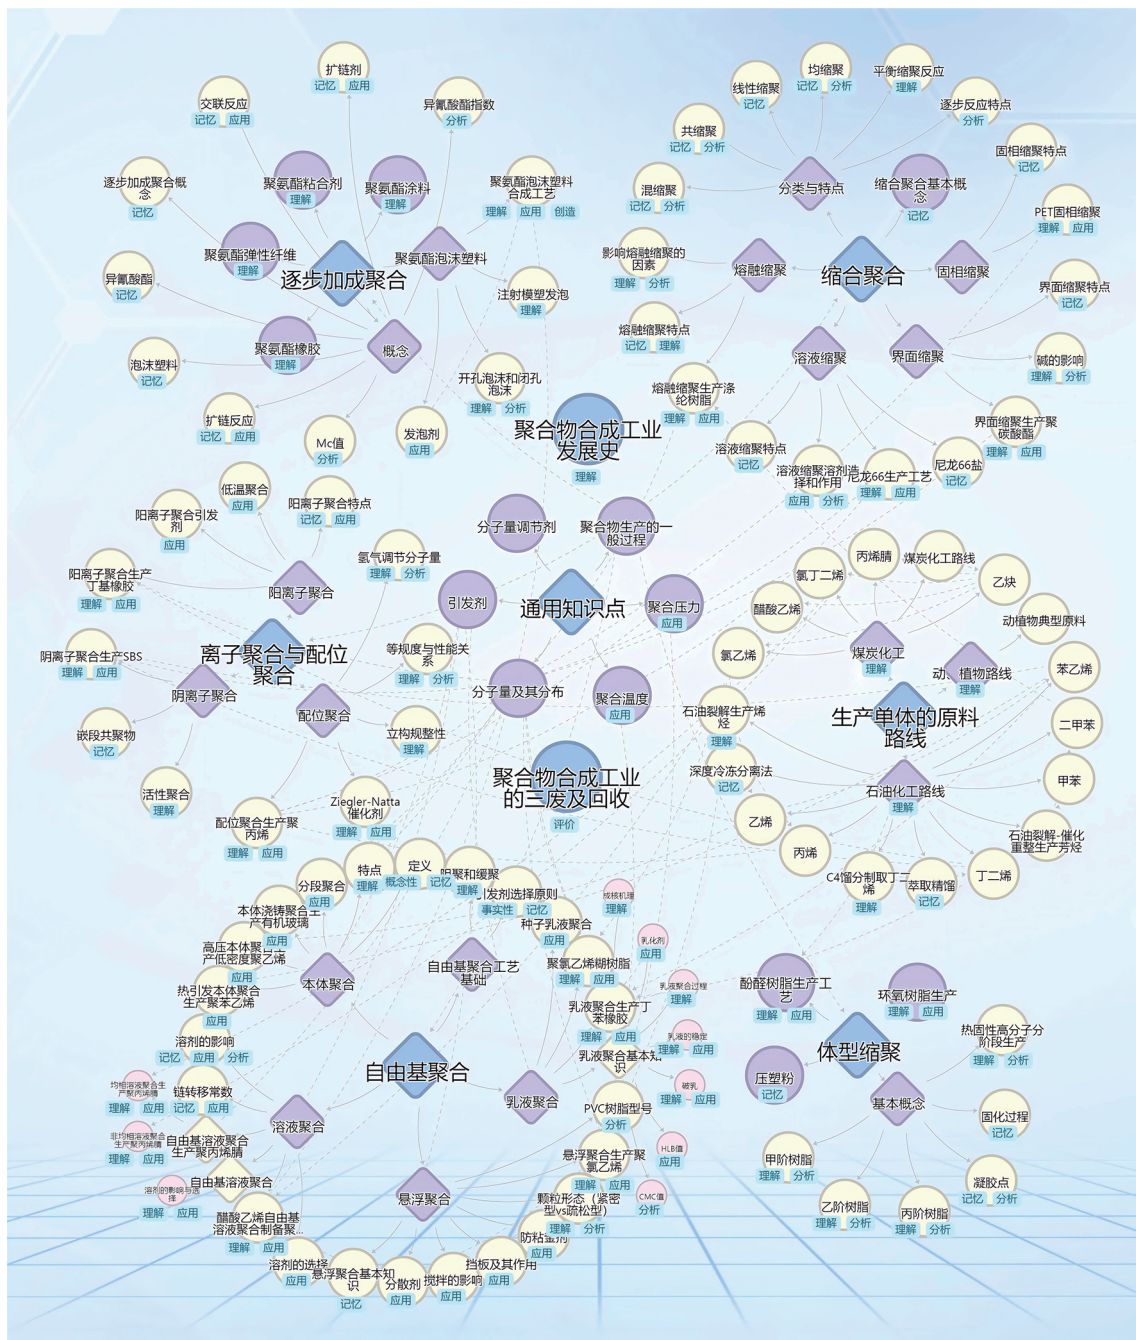 扩链剂
记忆 应用
交联反应
记忆 应用
异氰酸酯指数
分析
逐步加成聚合概
念
记忆
聚氨酯粘合剂
理解
聚氨酯涂料
理解
聚氨酯泡沫塑料
合成工艺
理解 应用 创造
聚氨酯弹性纤维
理解
逐步加成聚合
聚氨酯泡沫塑料
异氰酸酯
记忆
注射模塑发泡
理解
聚氨酯橡胶
理解
概念
泡沫塑料
记忆
开孔泡沫和闭孔
泡沫
理解 分析
扩链反应
记忆 应用
Mc值
分析
发泡剂
应用
均缩聚
记忆 分析
平衡缩聚反应
理解
线性缩聚
记忆
逐步反应特点
分析
共缩聚
记忆 分析
固相缩聚特点
记忆
混缩聚
记忆 分析
分类与特点
缩合聚合基本概
念
记忆
PET固相缩聚
理解 应用
影响熔融缩聚的
因素
理解 分析
熔融缩聚
缩合聚合
固相缩聚
界面缩聚特点
记忆
熔融缩聚特点
记忆 理解
溶液缩聚
界面缩聚
碱的影响
理解 分析
熔融缩聚生产涤
纶树脂
理解 应用
界面缩聚生产聚
碳酸酯
理解 应用
溶液缩聚特点
记忆
溶液缩聚溶剂选
择和作用
应用 分析
尼龙66生产工艺
理解 应用
尼龙66盐
记忆
聚合物合成工业
发展史
理解
低温聚合
应用
阳离子聚合引发
剂
应用
阳离子聚合特点
记忆 应用
阳离子聚合生产
丁基橡胶
理解 应用
阳离子聚合
氢气调节分子量
理解 分析
阴离子聚合生产SBS
理解 应用
离子聚合与配位
聚合
等规度与性能关
系
理解 分析
阴离子聚合
配位聚合
嵌段共聚物
记忆
立构规整性
理解
活性聚合
理解
配位聚合生产聚
丙烯
理解 应用
Ziegler-Natta
催化剂
理解 应用
分子量调节剂
聚合物生产的一
般过程
引发剂
通用知识点
聚合压力
应用
分子量及其分布
聚合温度
应用
聚合物合成工业
的三废及回收
评价
丙烯腈
煤炭化工路线
氯丁二烯
乙炔
醋酸乙烯
动植物典型原料
氯乙烯
煤炭化工
理解
动、植物路线
理解
苯乙烯
石油裂解生产烯
烃
理解
生产单体的原料
路线
二甲苯
深度冷冻分离法
记忆
石油化工路线
理解
甲苯
乙烯
石油裂解-催化
重整生产芳烃
丙烯
C4馏分制取丁二
烯
理解
萃取精馏
记忆
丁二烯
特点
理解
定义
概念性 记忆
阻聚和缓聚
理解
引发剂选择原则
事实性 记忆
分段聚合
本体浇铸聚合生
产有机玻璃
应用
高压本体聚
产低密度聚乙烯
应用
热引发本体聚合
生产聚苯乙烯
应用
本体聚合
自由基聚合工艺
基础
种子乳液聚合
应用
聚氯乙烯糊树脂
理解 应用
成核机理
理解
乳化剂
应用
乳液聚合过程
理解
乳液聚合生产丁
苯橡胶
理解 应用
乳液的稳定
理解 应用
乳液聚合基本知
识
破乳
理解 应用
溶剂的影响
记忆 应用 分析
均相溶液聚合生
产聚丙烯腈
理解 应用
链转移常数
记忆 应用
自由基聚合
乳液聚合
PVC树脂型号
分析
非均相溶液聚合
生产聚丙烯腈
理解 应用
自由基溶液聚合
生产聚丙烯腈
溶液聚合
HLB值
应用
悬浮聚合生产聚
氯乙烯
理解 应用
溶剂的影响与选
择
理解 应用
自由基溶液聚合
悬浮聚合
CMC值
分析
颗粒形态（紧密
型vs疏松型）
理解 分析
醋酸乙烯自由基
溶液聚合制备聚...
理解 应用
防粘釜剂
应用
溶剂的选择
应用
悬浮聚合基本知
识
记忆
分散剂
应用
搅拌的影响
应用
挡板及其作用
应用
酚醛树脂生产工
艺
理解 应用
环氧树脂生产
理解 应用
体型缩聚
热固性高分子分
阶段生产
理解 分析
压塑粉
记忆
基本概念
固化过程
记忆
甲阶树脂
理解 分析
凝胶点
记忆 分析
乙阶树脂
理解 分析
丙阶树脂
理解 分析